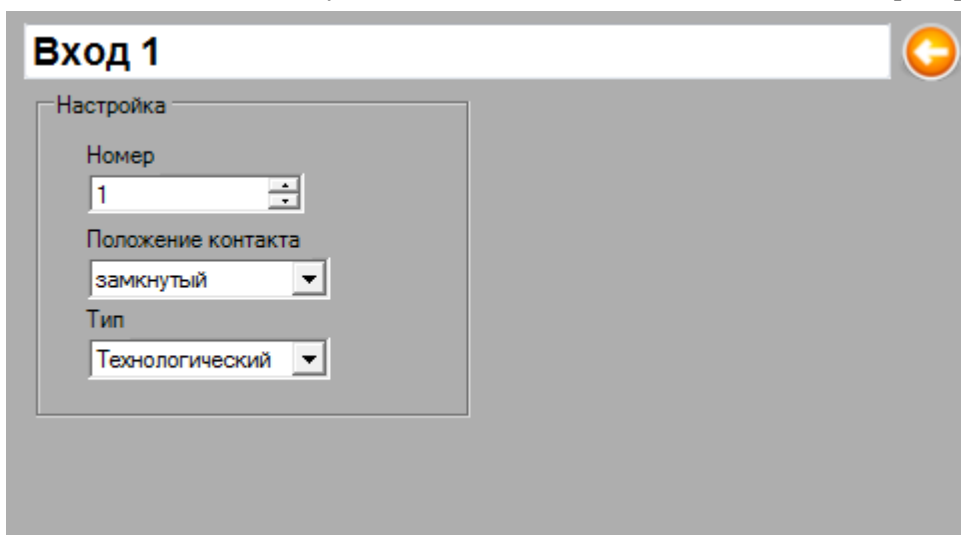 Вход 1
Настройка
Номер
1
Положение контакта
замкнутый
Тип
Технологический